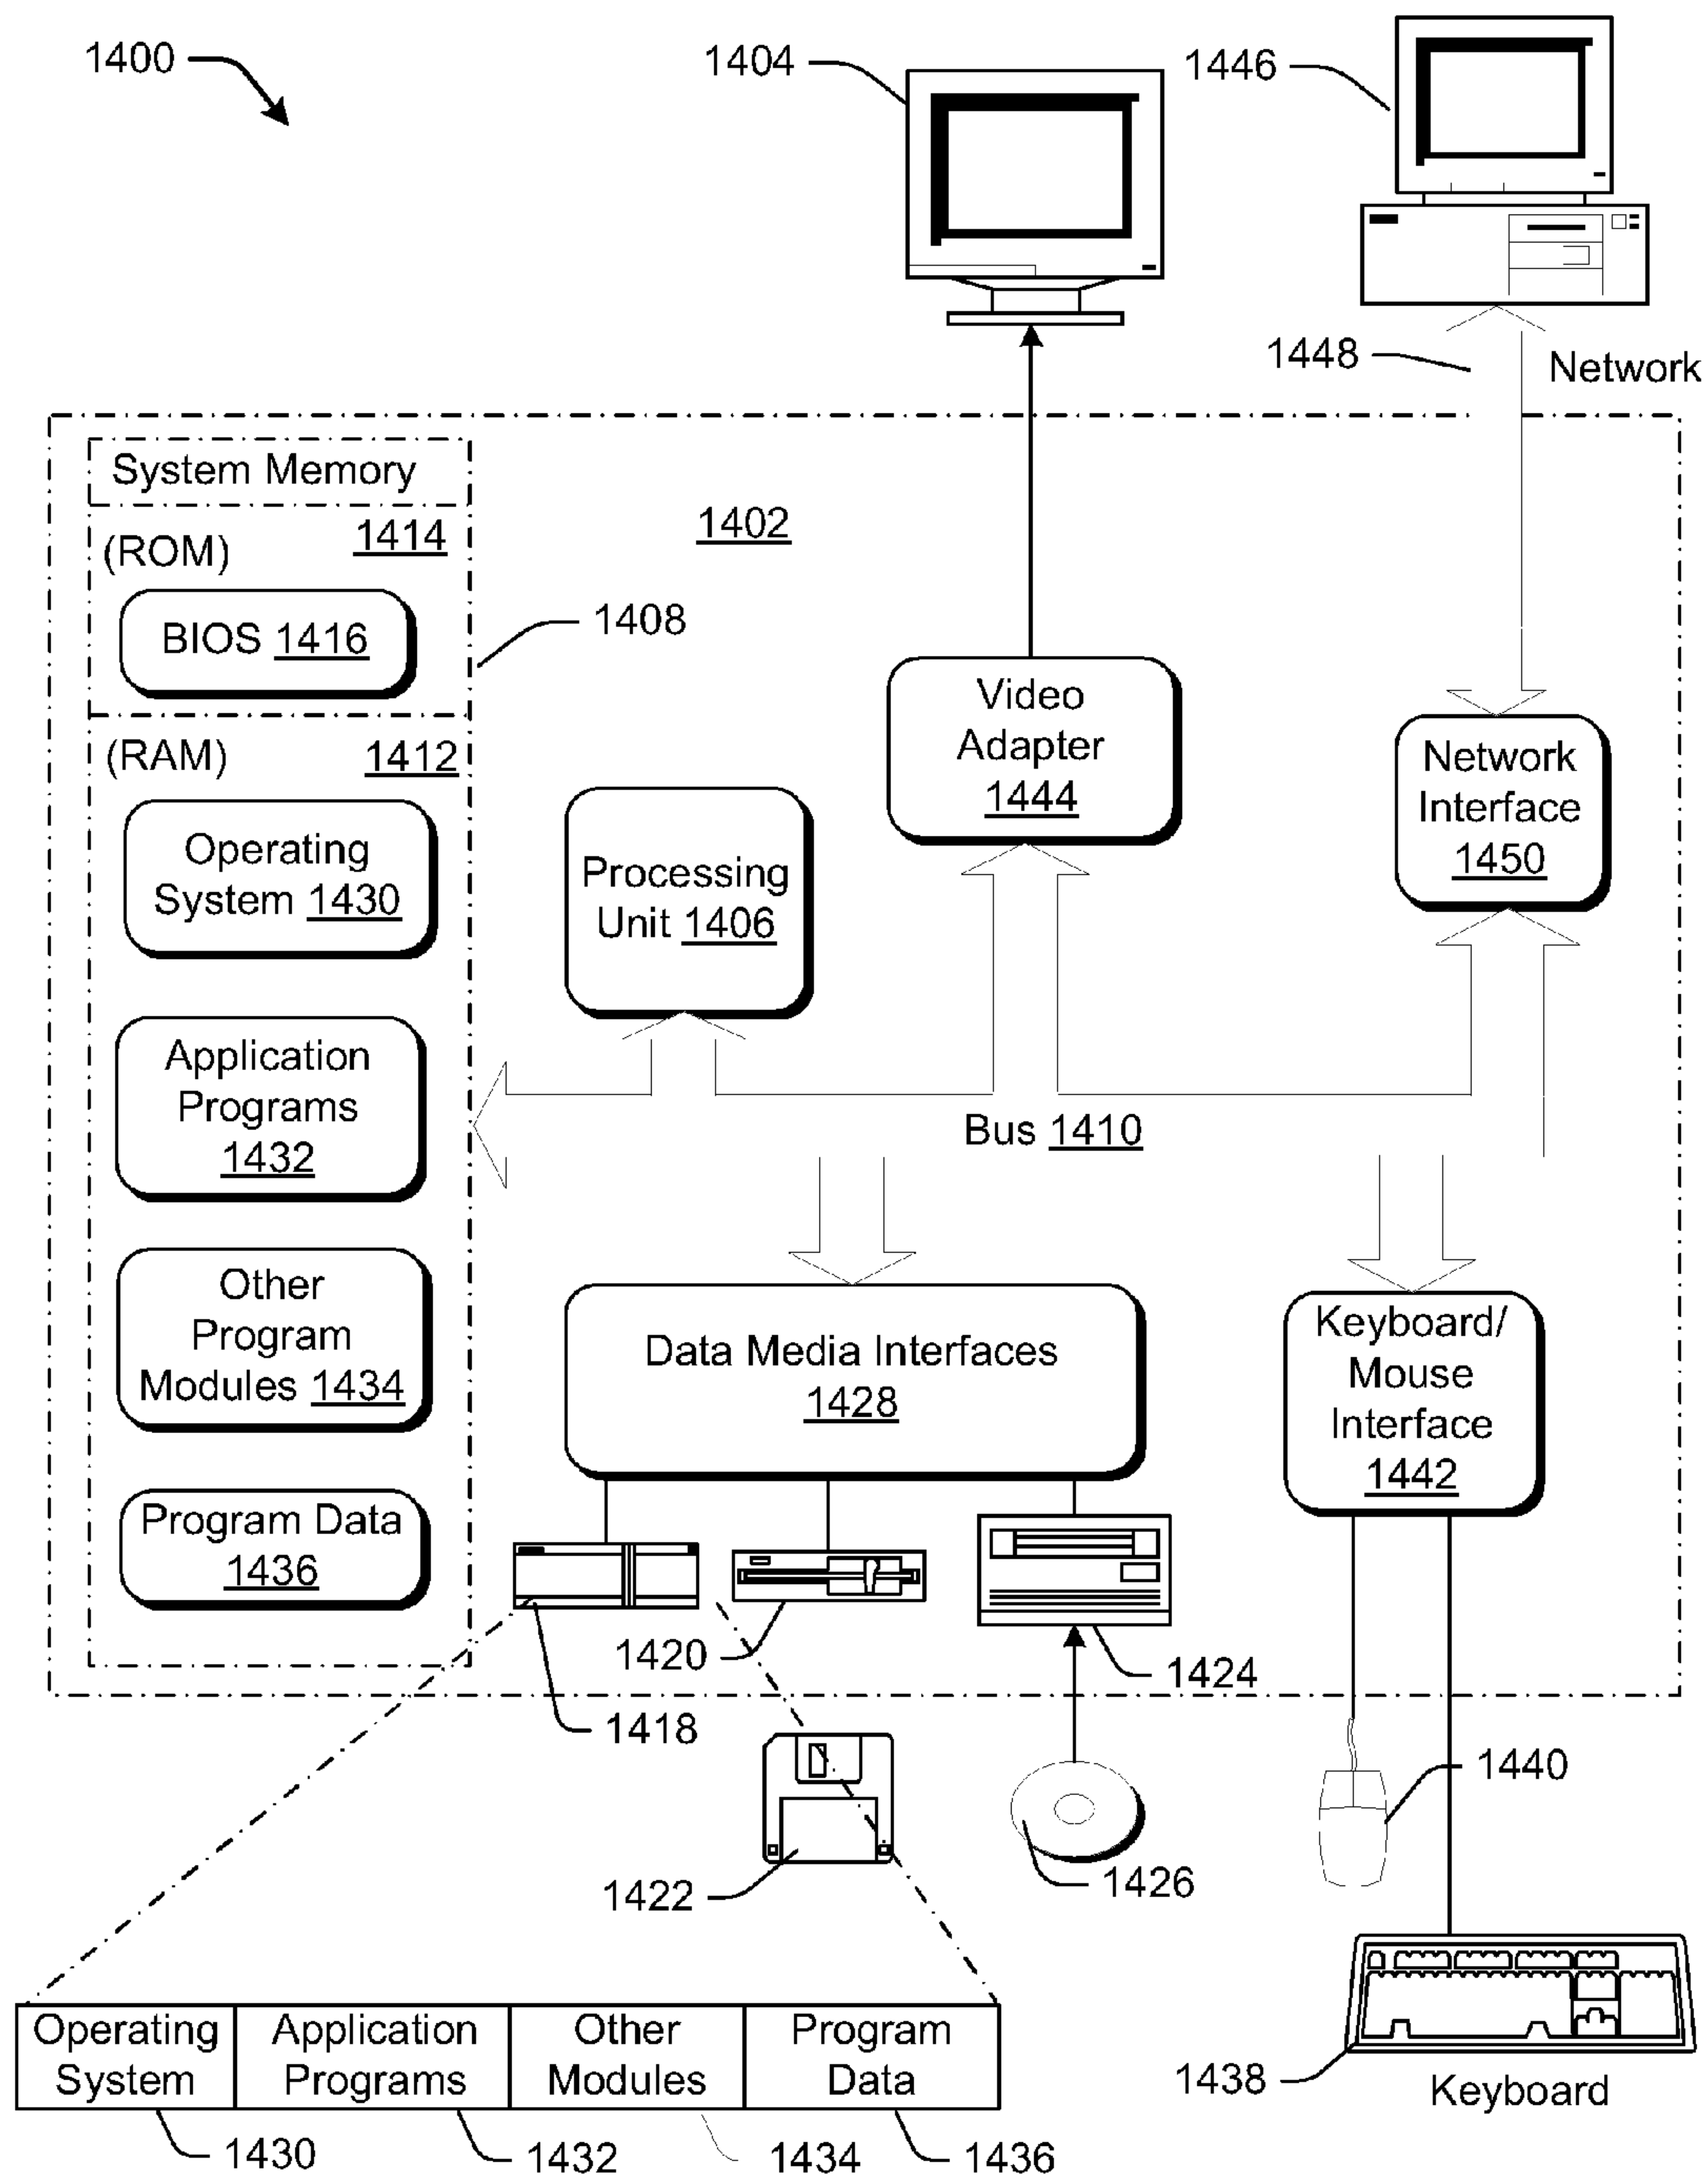 1400
1404
1446
1448
Network
System Memory
(ROM)
1414
BIOS 1416
1402
1408
(RAM)
1412
Operating
System 1430
Application
Programs
1432
Other
Program
Modules 1434
Program Data
1436
Processing
Unit 1406
Video
Adapter
1444
Network
Interface
1450
Bus 1410
Data Media Interfaces
1428
Keyboard/
Mouse
Interface
1442
1420
1424
1418
1440
1422
1426
1438
Keyboard
Operating
System
Application
Programs
Other
Modules
Program
Data
1430
1432
1434
1436